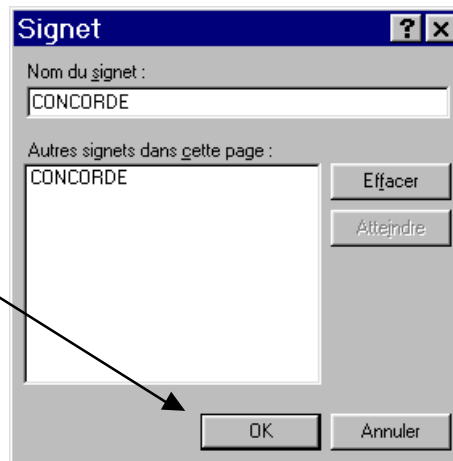 Signet
Nom du signet :
CONCORDE
Autres signets dans cette page :
CONCORDE
Effacer
Atteindre
OK
Annuler